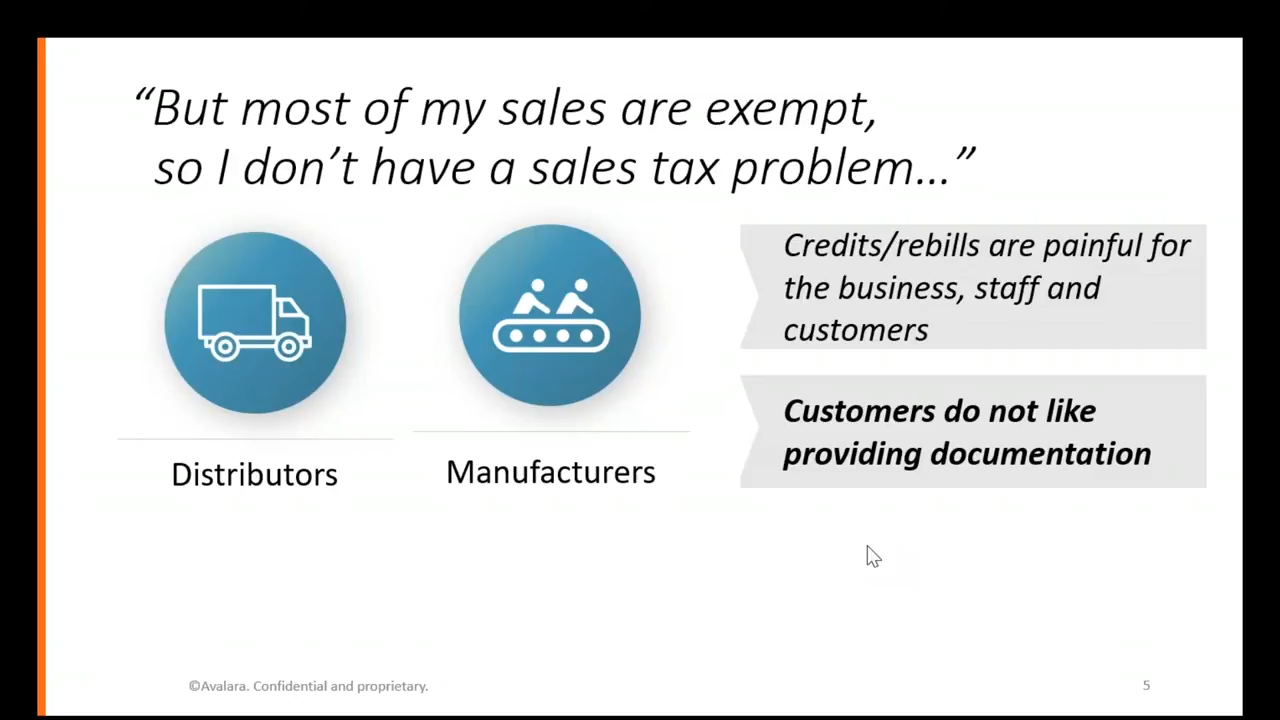 “But most of my sales are exempt,
so I don’t have a sales tax problem…”
Credits/rebills are painful for
the business, staff and
customers
Customers do not like
providing documentation
Distributors
Manufacturers
©Avalara. Confidential and proprietary.
5